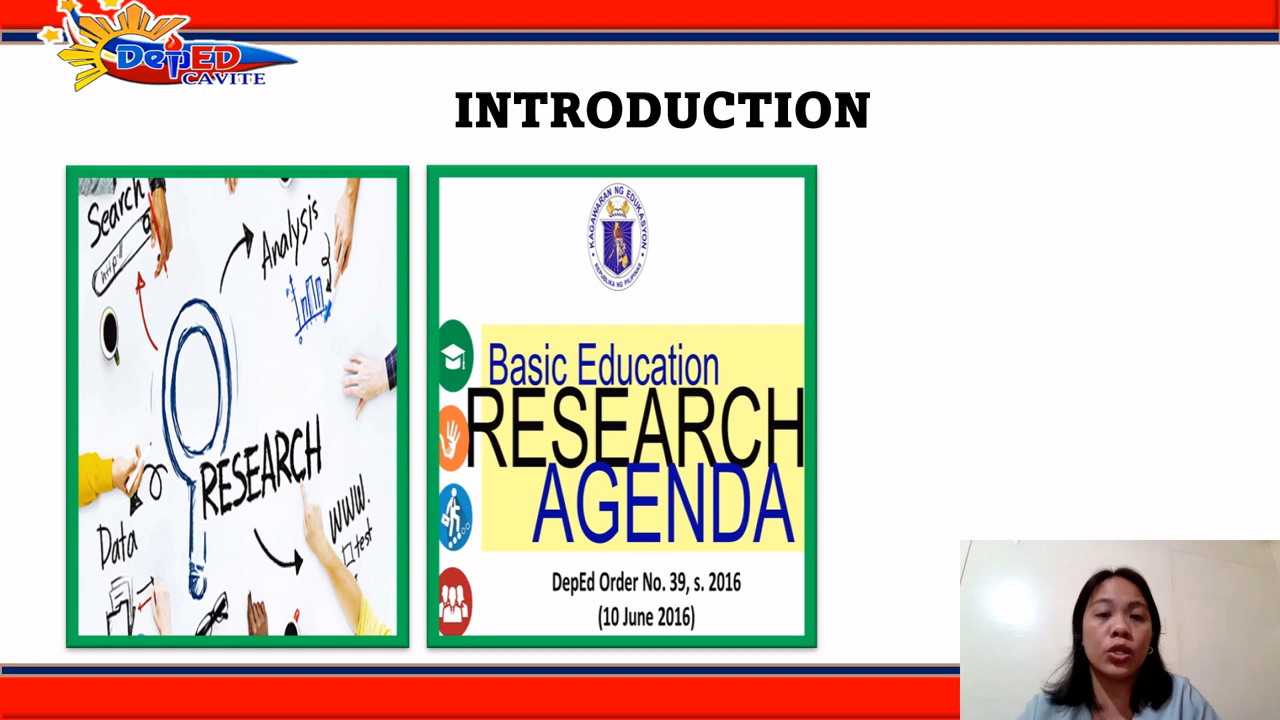 DepED
CAVITE
INTRODUCTION
Search
http://
Analysis
RESEARCH
Data
WWW.
test
KAGAWARAN NG EDUKASYON
REPUBLIKA NG PILIPINAS
Basic Education
RESEARCH
AGENDA
DepEd Order No. 39, s. 2016
(10 June 2016)